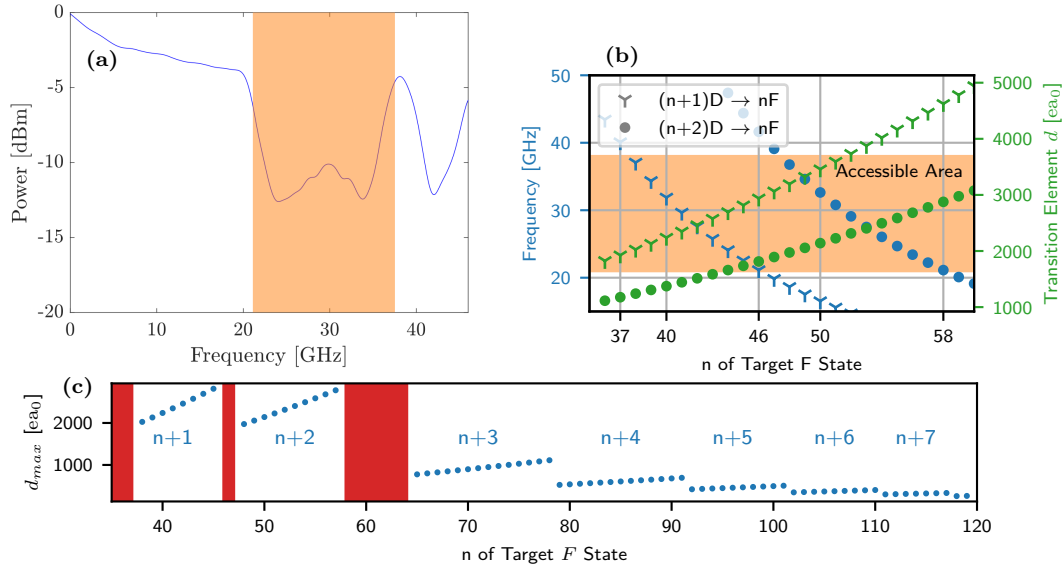 (a)
0
-5
-10
-15
-20
Power [dBm]
0
10
20
30
40
Frequency [GHz]
(b)
50
40
30
20
Frequency [GHz]
(n+1)D → nF
(n+2)D → nF
Accessible Area
5000
4000
3000
2000
1000
Transition Element d [ea₀]
37
40
46
50
58
n of Target F State
(c)
2000
1000
dₘₐₓ [ea₀]
n+1
n+2
n+3
n+4
n+5
n+6
n+7
40
50
60
70
80
90
100
110
120
n of Target F State